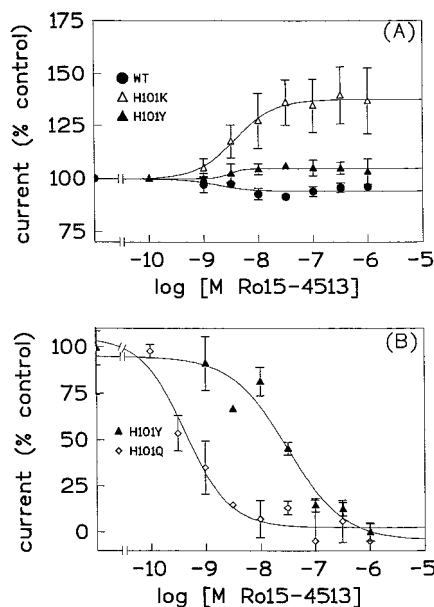 (A)
175
150
125
100
75
current (% control)
WT
H101K
H101Y
-10 -9 -8 -7 -6 -5
log [M Ro15-4513]
(B)
100
75
50
25
0
current (% control)
H101Y
H101Q
-10 -9 -8 -7 -6 -5
log [M Ro15-4513]